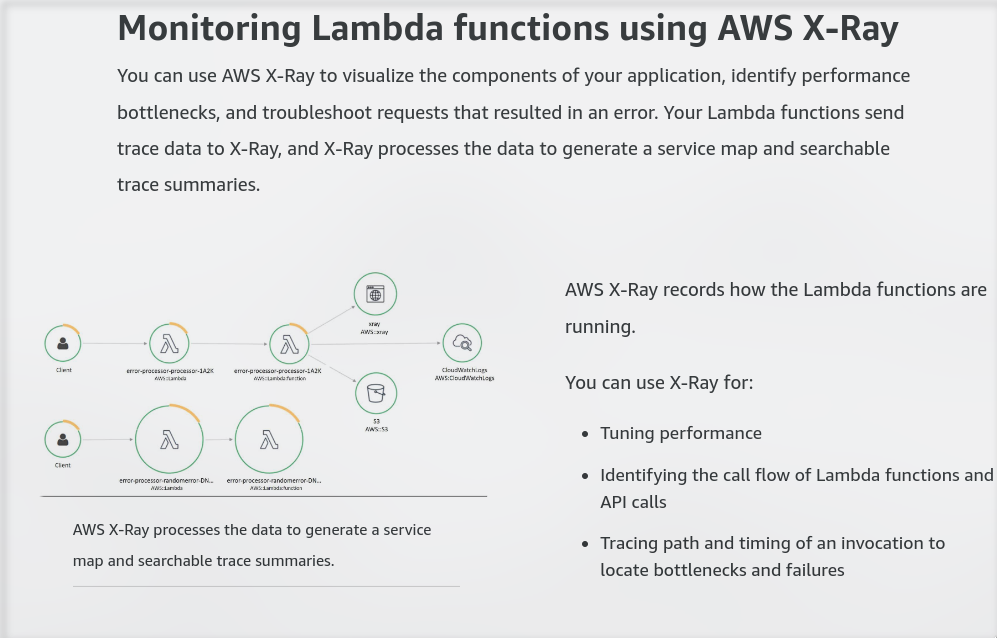 Monitoring Lambda functions using AWS X-Ray
You can use AWS X-Ray to visualize the components of your application, identify performance
bottlenecks, and troubleshoot requests that resulted in an error. Your Lambda functions send
trace data to X-Ray, and X-Ray processes the data to generate a service map and searchable
trace summaries.
xray
AWS::xray
Client
error-processor-processor-1A2K
AWS::Lambda
error-processor-processor-1A2K
AWS::Lambda:function
CloudWatchLogs
AWS::CloudWatchLogs
S3
AWS::S3
Client
error-processor-randomerror-DN...
AWS::Lambda
error-processor-randomerror-DN...
AWS::Lambda:function
AWS X-Ray processes the data to generate a service
map and searchable trace summaries.
AWS X-Ray records how the Lambda functions are
running.
You can use X-Ray for:
• Tuning performance
• Identifying the call flow of Lambda functions and
API calls
• Tracing path and timing of an invocation to
locate bottlenecks and failures